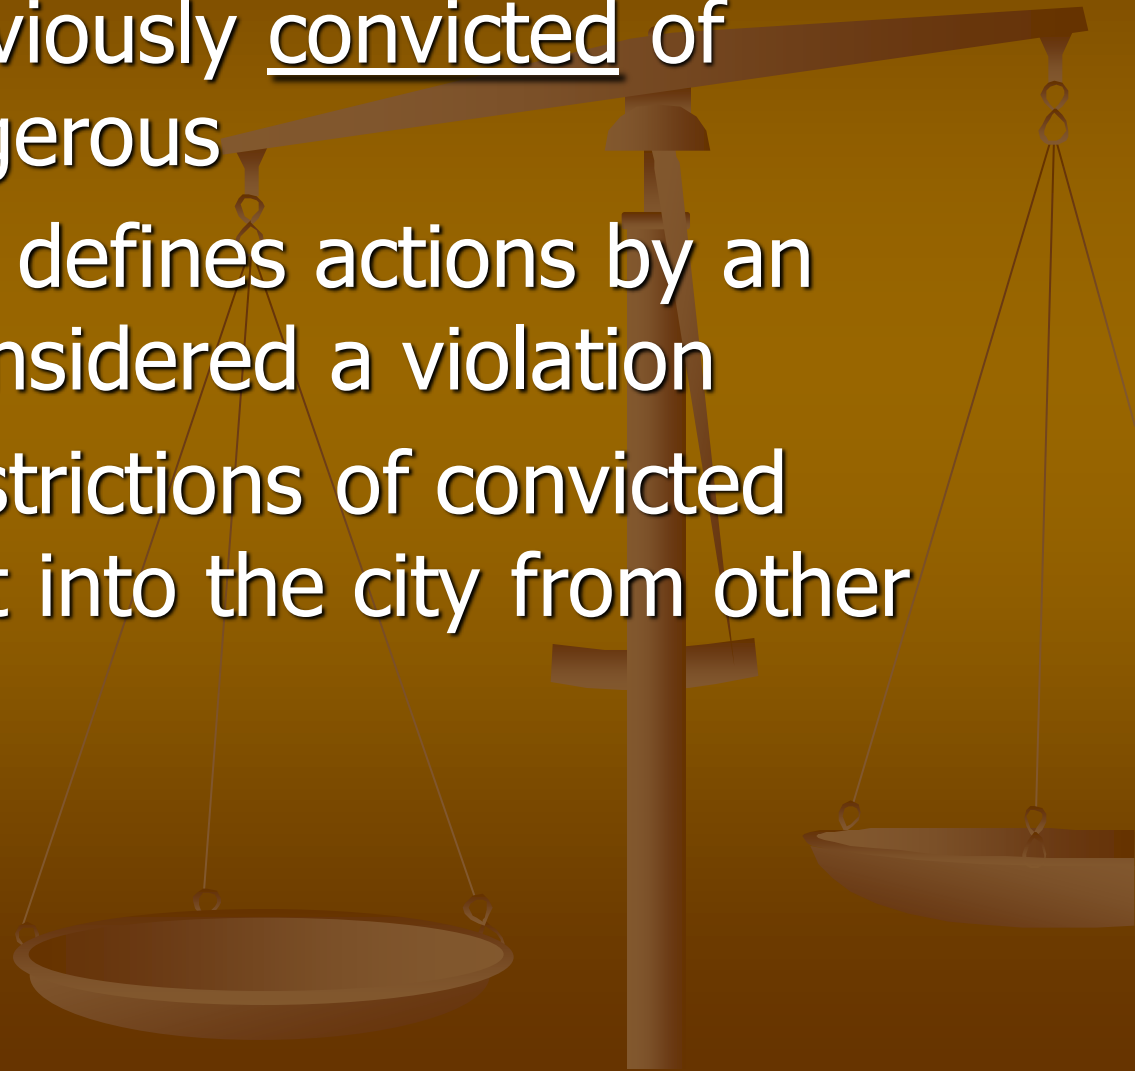 viously convicted of
gerous
defines actions by an
nsidered a violation
strictions of convicted
t into the city from other